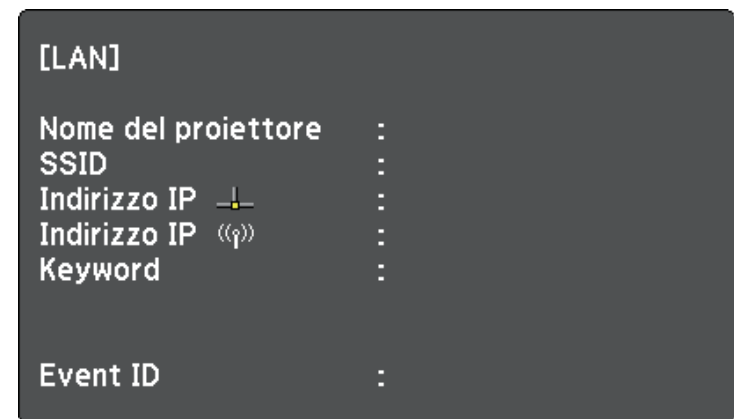 [LAN]
Nome del proiettore :
SSID :
Indirizzo IP :
Indirizzo IP :
Keyword :
Event ID :